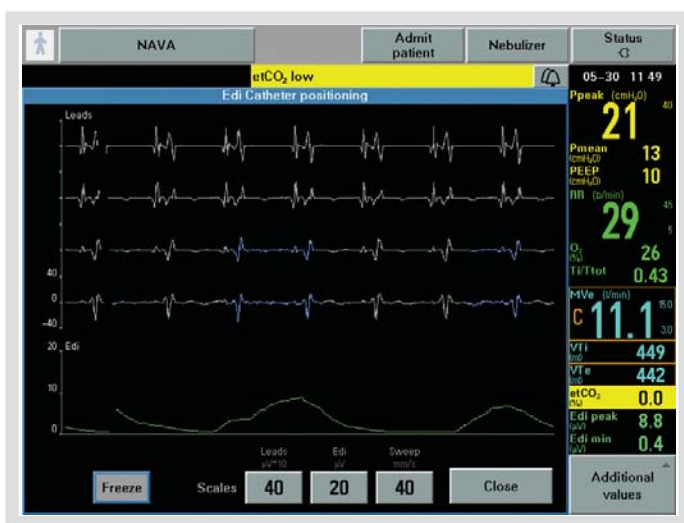 NAVA
Admit patient
Nebulizer
Status
etCO₂ low
05-30 11 49
Edi Catheter positioning
Leads
40
0
-40
20
Edi
10
0
Leads
µV*10
Edi
µV
Sweep
mm/s
Freeze
Scales
40
20
40
Close
Ppeak (cmH₂O)
40
21
Pmean
(cmH₂O)
13
PEEP
(cmH₂O)
10
RR (b/min)
45
29
5
O₂
(%)
26
Ti/Ttot
0.43
MVe (l/min)
C 11.1
3.0
VTi
(ml)
449
VTe
(ml)
442
etCO₂
(%)
0.0
Edi peak
(µV)
8.8
Edi min
(µV)
0.4
Additional values